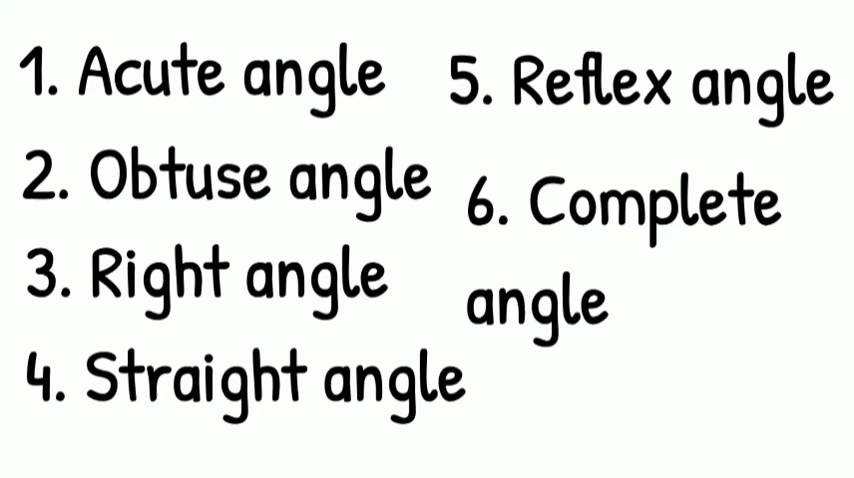 1. Acute angle
2. Obtuse angle
3. Right angle
4. Straight angle
5. Reflex angle
6. Complete
angle